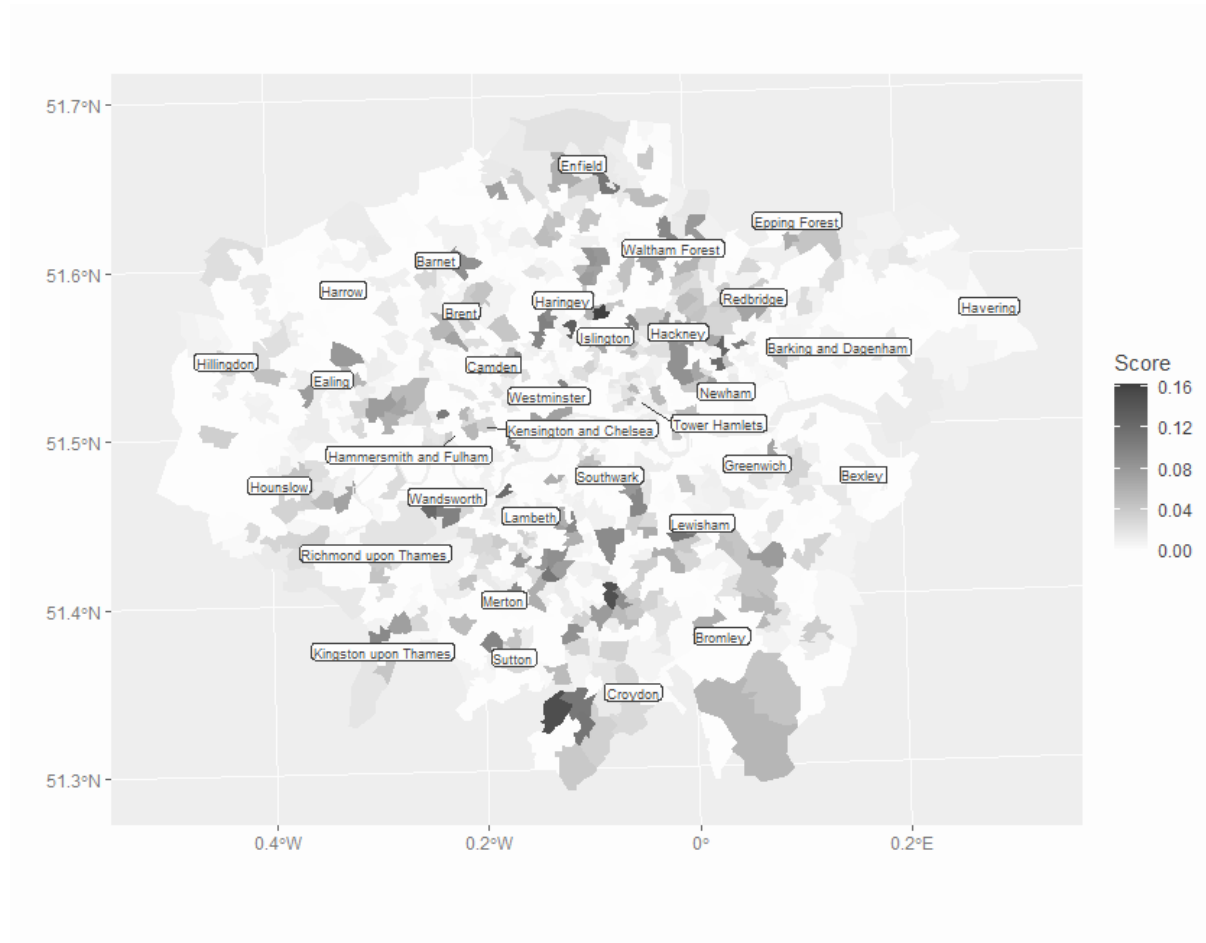 51.7°N
51.6°N
51.5°N
51.4°N
51.3°N
Enfield
Epping Forest
Waltham Forest
Barnet
Harrow
Haringey
Redbridge
Havering
Brent
Islington
Hackney
Barking and Dagenham
Hillingdon
Camden
Ealing
Westminster
Newham
Tower Hamlets
Kensington and Chelsea
Hammersmith and Fulham
Greenwich
Southwark
Bexley
Hounslow
Wandsworth
Lambeth
Lewisham
Richmond upon Thames
Merton
Bromley
Kingston upon Thames
Sutton
Croydon
0.4°W
0.2°W
0°
0.2°E
Score
0.16
0.12
0.08
0.04
0.00